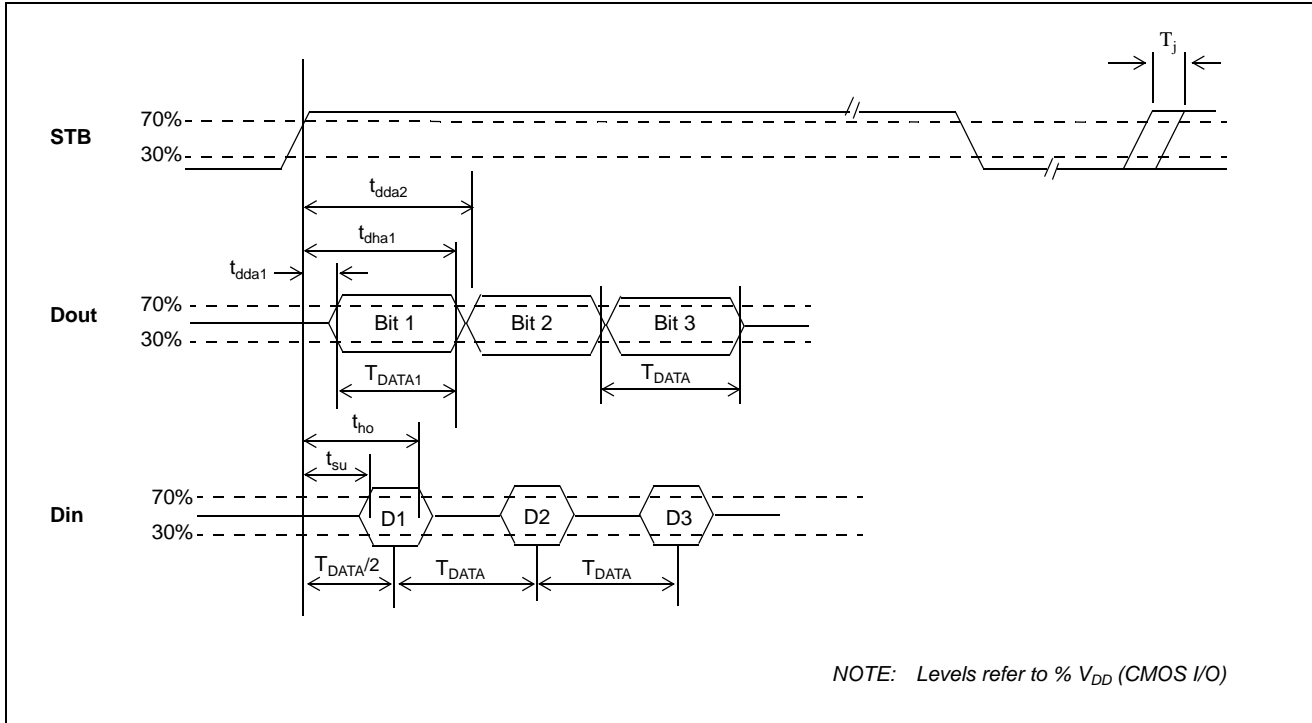 T_j
70%
STB
30%
t_dda2
t_dha1
t_dda1
70%
Dout
Bit 1
Bit 2
Bit 3
30%
T_DATA1
T_DATA
t_ho
t_su
70%
Din
D1
D2
D3
30%
T_DATA/2
T_DATA
T_DATA
NOTE: Levels refer to % V_DD (CMOS I/O)